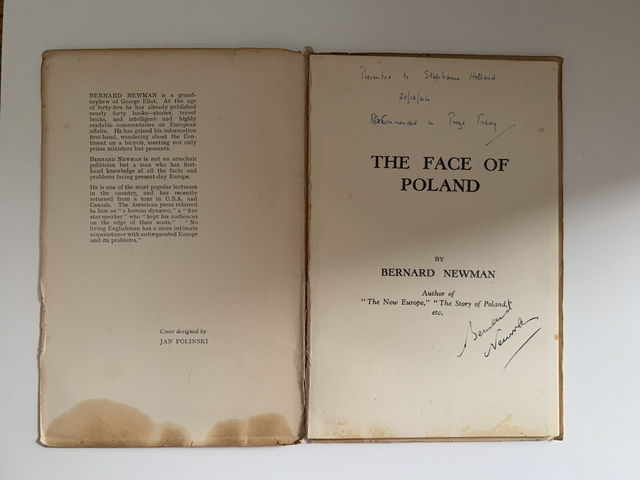 BERNARD NEWMAN is a grand-
nephew of George Eliot. At the age
of forty-five he has already published
nearly forty books—stories, travel
books, and intelligent and highly
readable commentaries on European
affairs. He has gained his information
first-hand, wandering about the Con-
tinent on a bicycle, meeting not only
prime ministers but peasants.
BERNARD NEWMAN is not an armchair
politician but a man who has first-
hand knowledge of all the facts and
problems facing present-day Europe.
He is one of the most popular lecturers
in the country, and has recently
returned from a tour in U.S.A. and
Canada. The American press referred
to him as "a human dynamo," a "five
star speaker" who "kept his audiences
on the edge of their seats." "No
living Englishman has a more intimate
acquaintance with unfrequented Europe
and its problems."
Cover designed by
JAN POLINSKI
Presented to Stephanie Holland
Commended in Prize Essay
THE FACE OF
POLAND
BY
BERNARD NEWMAN
Author of
"The New Europe," "The Story of Poland,"
etc.
Bernard
Newman